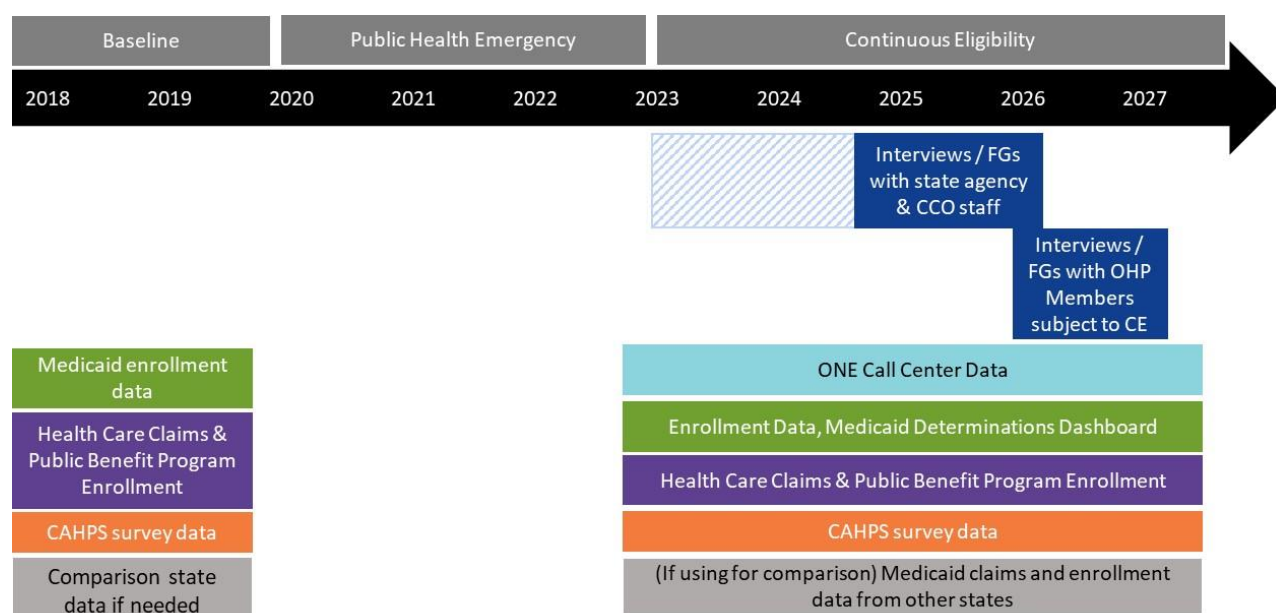 Baseline
Public Health Emergency
Continuous Eligibility
2018 2019 2020 2021 2022 2023 2024 2025 2026 2027
Interviews / FGs
with state agency
& CCO staff
Interviews /
FGs with OHP
Members
subject to CE
Medicaid enrollment
data
Health Care Claims &
Public Benefit Program
Enrollment
CAHPS survey data
Comparison state
data if needed
ONE Call Center Data
Enrollment Data, Medicaid Determinations Dashboard
Health Care Claims & Public Benefit Program Enrollment
CAHPS survey data
(If using for comparison) Medicaid claims and enrollment
data from other states